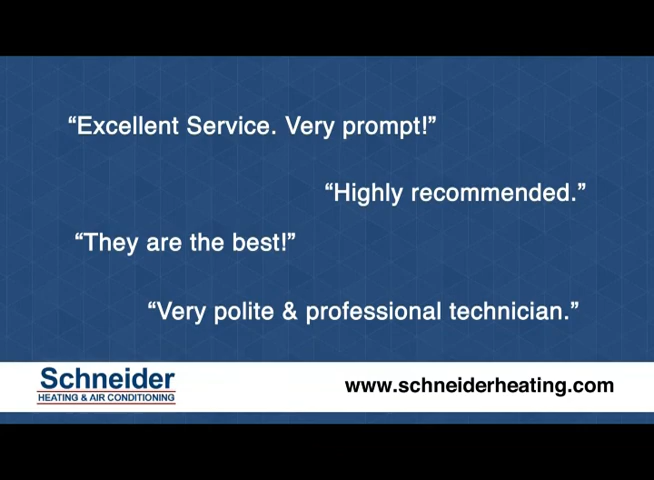 “Excellent Service. Very prompt!”
“Highly recommended.”
“They are the best!”
“Very polite & professional technician.”
Schneider
HEATING & AIR CONDITIONING
www.schneiderheating.com